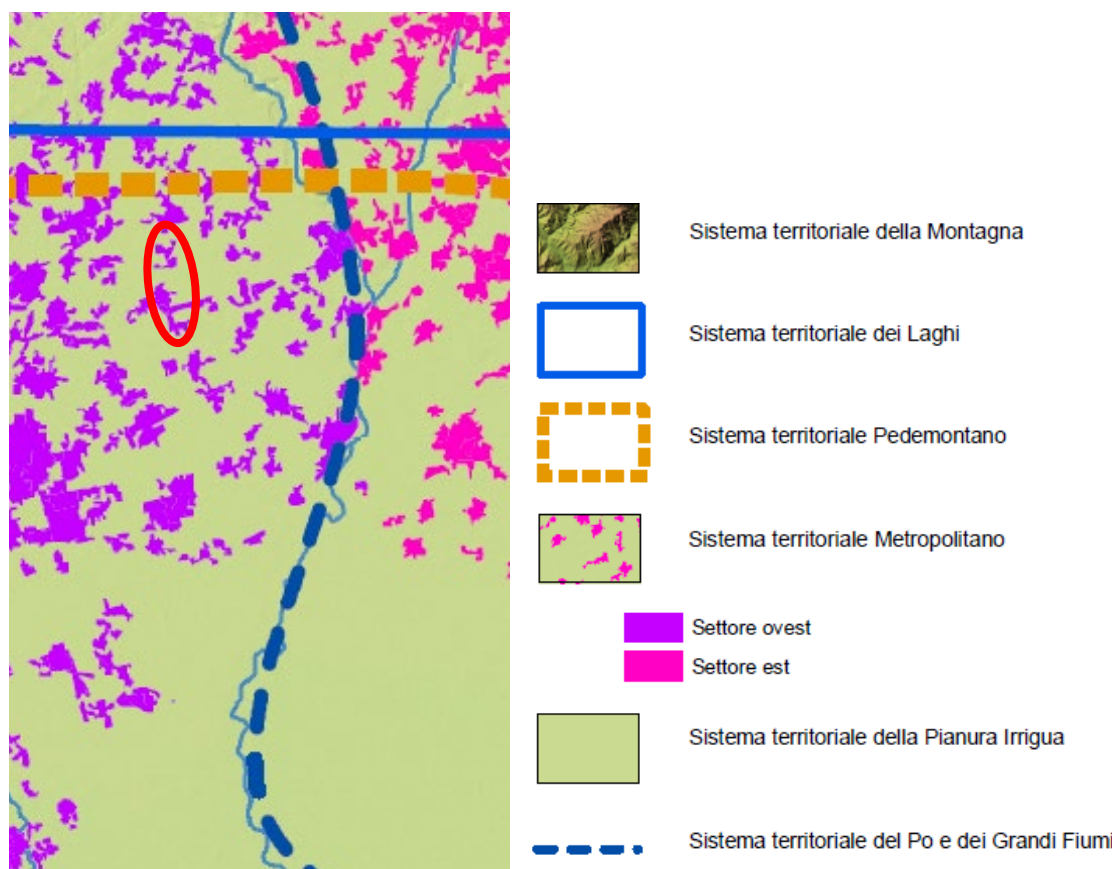 Sistema territoriale della Montagna
Sistema territoriale dei Laghi
Sistema territoriale Pedemontano
Sistema territoriale Metropolitano
Settore ovest
Settore est
Sistema territoriale della Pianura Irrigua
Sistema territoriale del Po e dei Grandi Fiumi